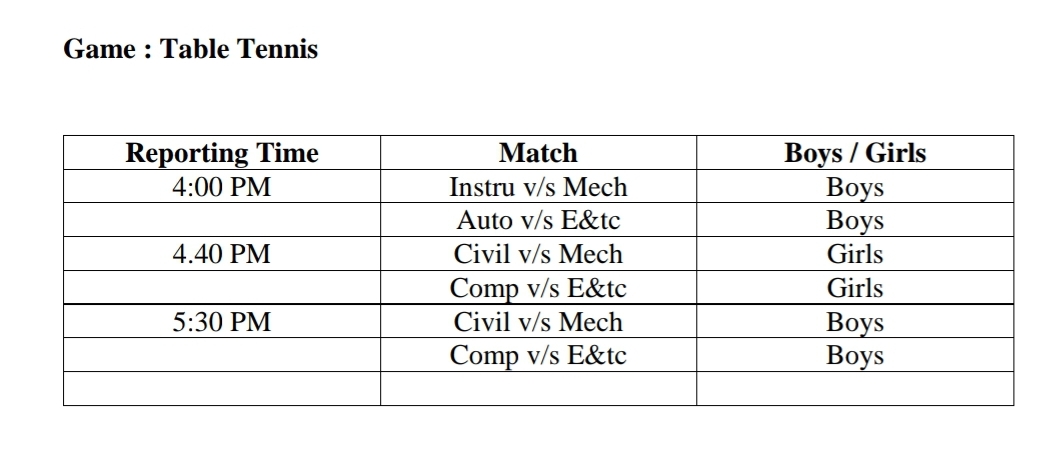 Game : Table Tennis
Reporting Time Match Boys / Girls
4:00 PM Instru v/s Mech Boys
Auto v/s E&tc Boys
4.40 PM Civil v/s Mech Girls
Comp v/s E&tc Girls
5:30 PM Civil v/s Mech Boys
Comp v/s E&tc Boys